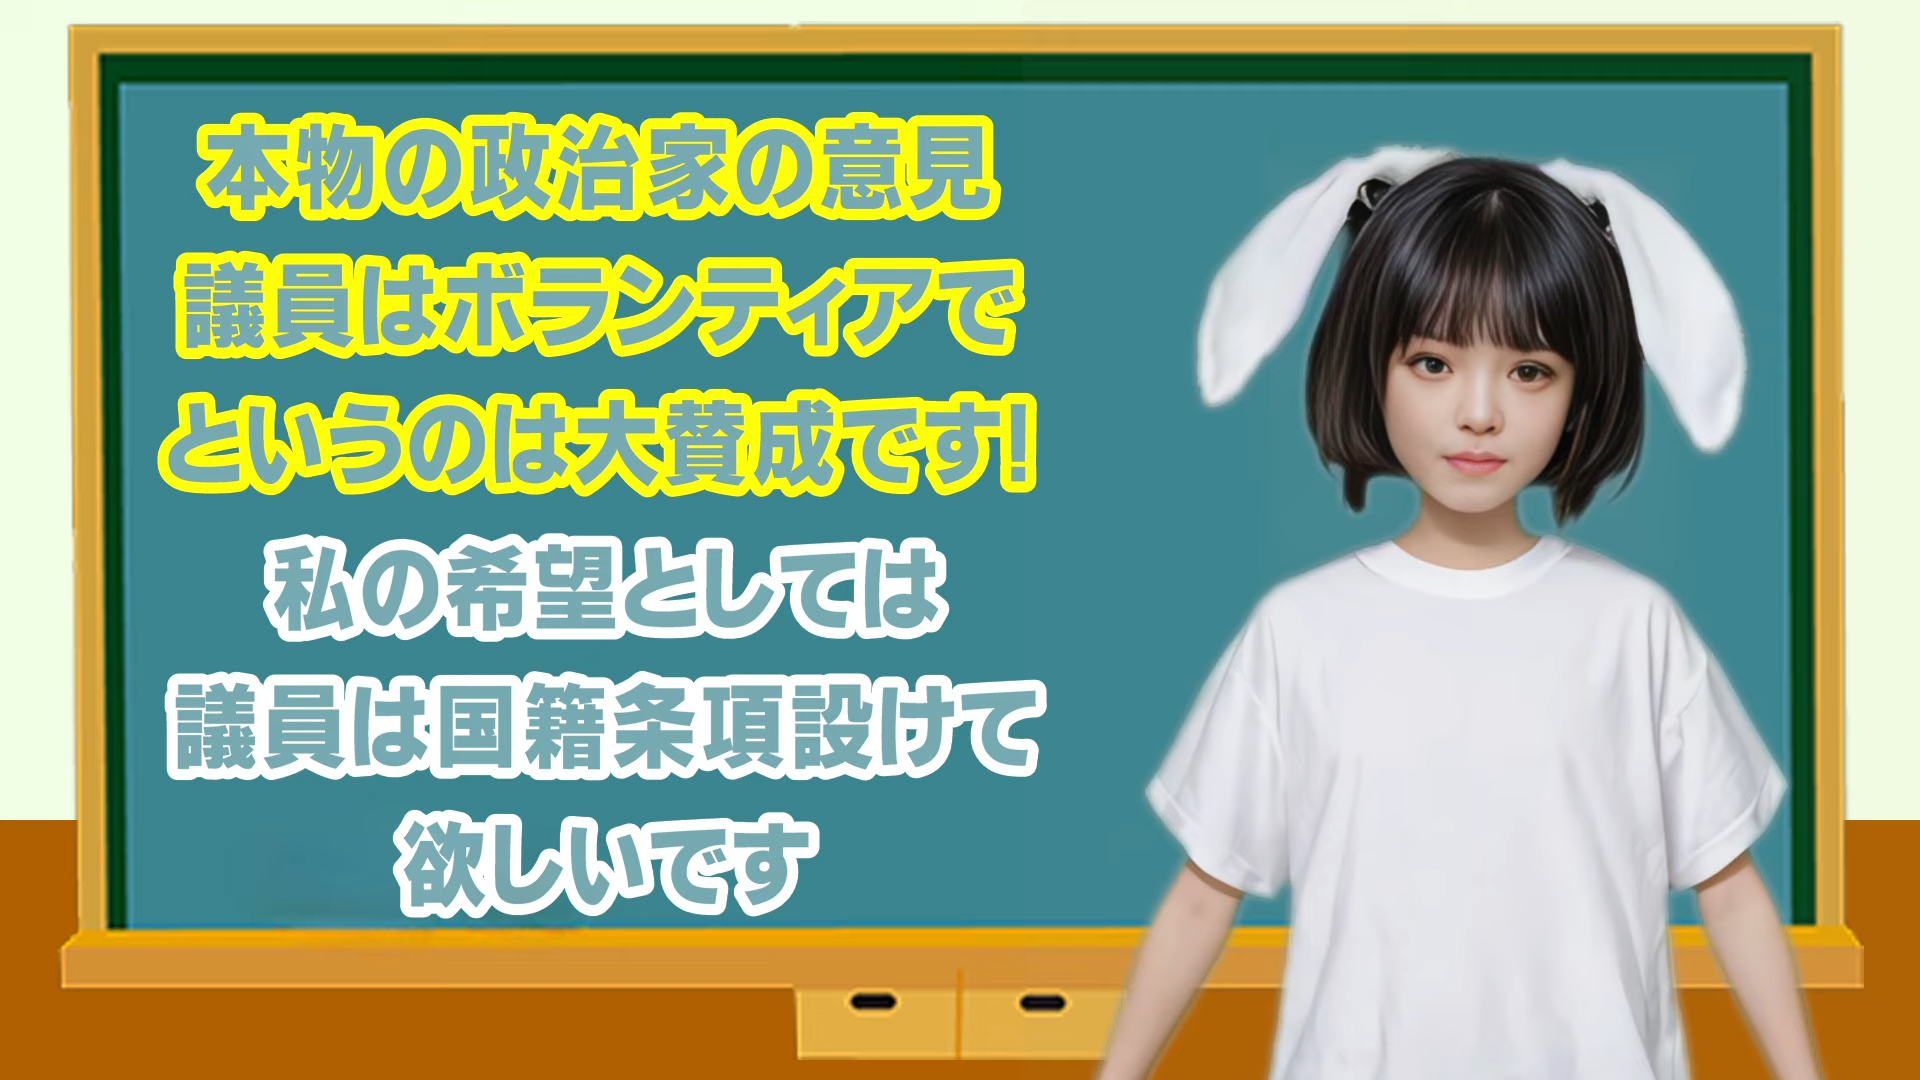 本物の政治家の意見
議員はボランティアで
というのは大賛成です!
私の希望としては
議員は国籍条項設けて
欲しいです